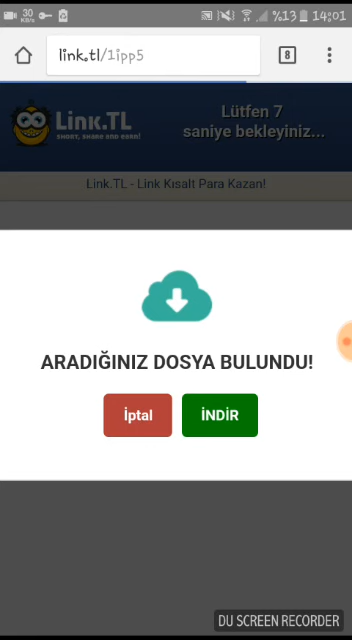 30
KB/s
%13
14:01
link.tl/1ipp5
8
LINK.TL
SHORT, SHARE AND EARN!
Lütfen 7
saniye bekleyiniz...
Link.TL - Link Kısalt Para Kazan!
ARADIĞINIZ DOSYA BULUNDU!
İptal
İNDİR
DU SCREEN RECORDER